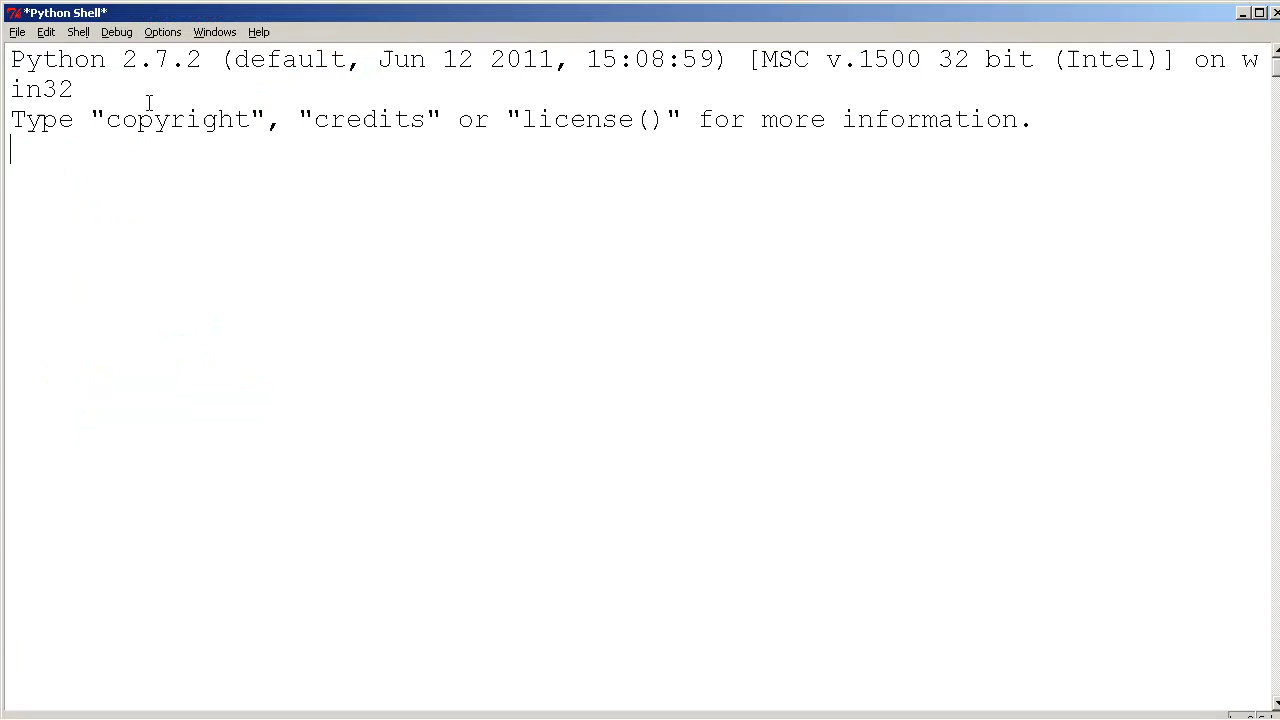 *Python Shell*
File Edit Shell Debug Options Windows Help
Python 2.7.2 (default, Jun 12 2011, 15:08:59) [MSC v.1500 32 bit (Intel)] on w
in32
Type "copyright", "credits" or "license()" for more information.